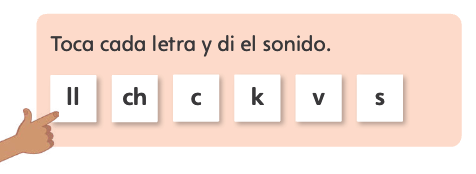 Toca cada letra y di el sonido.
ll ch c k v s